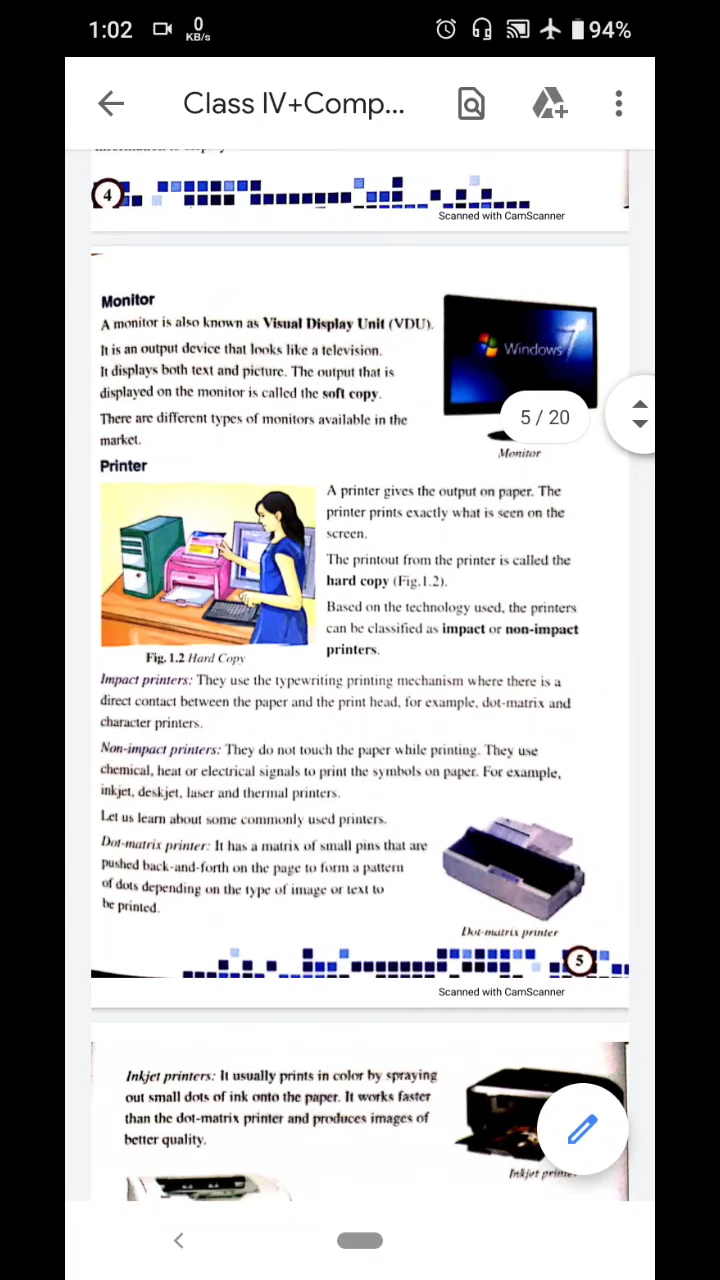 1:02
0
KB/s
94%
Class IV+Comp...
4
Scanned with CamScanner
Monitor
A monitor is also known as Visual Display Unit (VDU).
It is an output device that looks like a television.
It displays both text and picture. The output that is
displayed on the monitor is called the soft copy.
There are different types of monitors available in the
market.
Windows 7
5 / 20
Monitor
Printer
A printer gives the output on paper. The
printer prints exactly what is seen on the
screen.
The printout from the printer is called the
hard copy (Fig.1.2).
Based on the technology used, the printers
can be classified as impact or non-impact
printers.
Fig. 1.2 Hard Copy
Impact printers: They use the typewriting printing mechanism where there is a
direct contact between the paper and the print head, for example, dot-matrix and
character printers.
Non-impact printers: They do not touch the paper while printing. They use
chemical, heat or electrical signals to print the symbols on paper. For example,
inkjet, deskjet, laser and thermal printers.
Let us learn about some commonly used printers.
Dot-matrix printer: It has a matrix of small pins that are
pushed back-and-forth on the page to form a pattern
of dots depending on the type of image or text to
be printed.
Dot-matrix printer
5
Scanned with CamScanner
Inkjet printers: It usually prints in color by spraying
out small dots of ink onto the paper. It works faster
than the dot-matrix printer and produces images of
better quality.
Inkjet